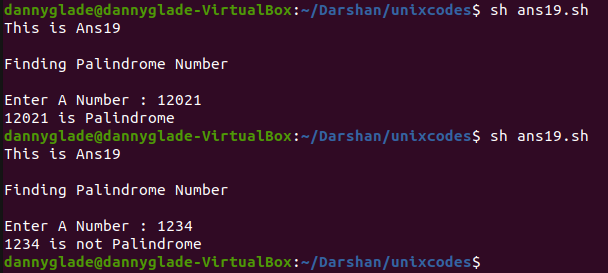 dannyglade@dannyglade-VirtualBox:~/Darshan/unixcodes$ sh ans19.sh
This is Ans19
Finding Palindrome Number
Enter A Number : 12021
12021 is Palindrome
dannyglade@dannyglade-VirtualBox:~/Darshan/unixcodes$ sh ans19.sh
This is Ans19
Finding Palindrome Number
Enter A Number : 1234
1234 is not Palindrome
dannyglade@dannyglade-VirtualBox:~/Darshan/unixcodes$